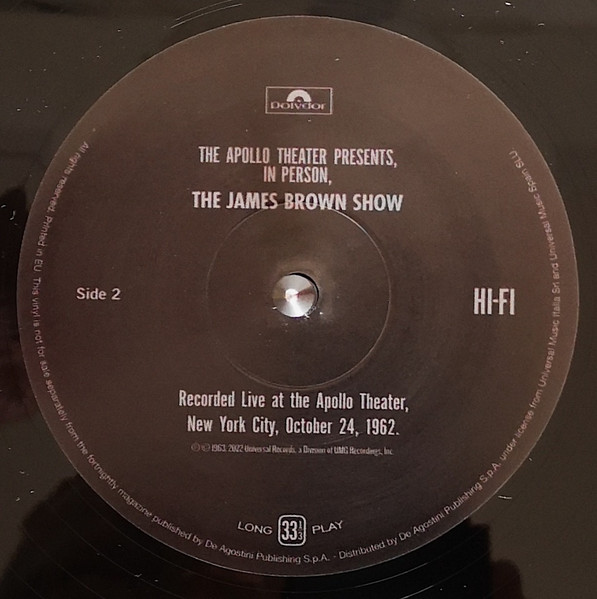 Polydor
THE APOLLO THEATER PRESENTS,
IN PERSON,
THE JAMES BROWN SHOW
Side 2
HI-FI
Recorded Live at the Apollo Theater,
New York City, October 24, 1962.
℗ © 1963, 2022 Universal Records, a Division of UMG Recordings, Inc.
LONG 33 1/3 PLAY
All rights reserved. Printed in EU. This vinyl is not for sale separately from the fortnightly magazine published by De Agostini Publishing S.p.A. - Distributed by De Agostini Publishing S.p.A. under license from Universal Music Italia Srl and Universal Music Spain SLU